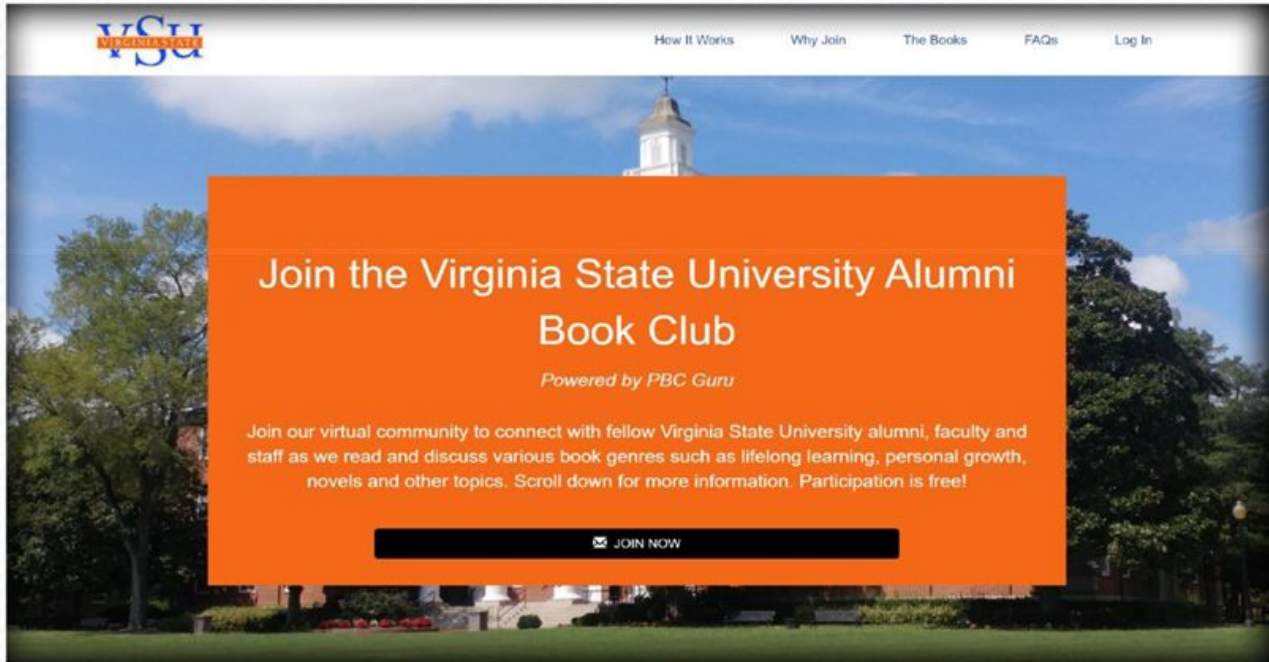 VSU
VIRGINIA STATE
How It Works
Why Join
The Books
FAQs
Log In
Join the Virginia State University Alumni
Book Club
Powered by PBC Guru
Join our virtual community to connect with fellow Virginia State University alumni, faculty and
staff as we read and discuss various book genres such as lifelong learning, personal growth,
novels and other topics. Scroll down for more information. Participation is free!
JOIN NOW